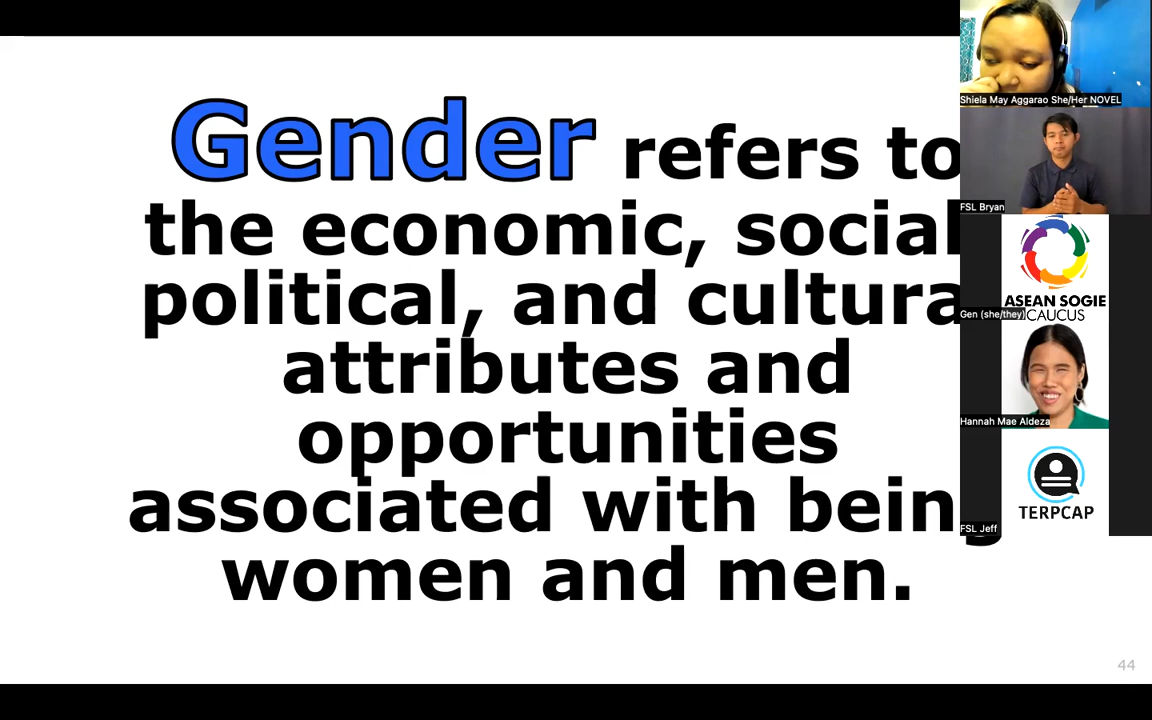 Gender refers to
the economic, social
political, and cultura
attributes and
opportunities
associated with being
women and men.
44
Shiela May Aggarao She/Her NOVEL
FSL Bryan
ASEAN SOGIE
CAUCUS
Gen (she/they)
Hannah Mae Aldeza
TERPCAP
FSL Jeff